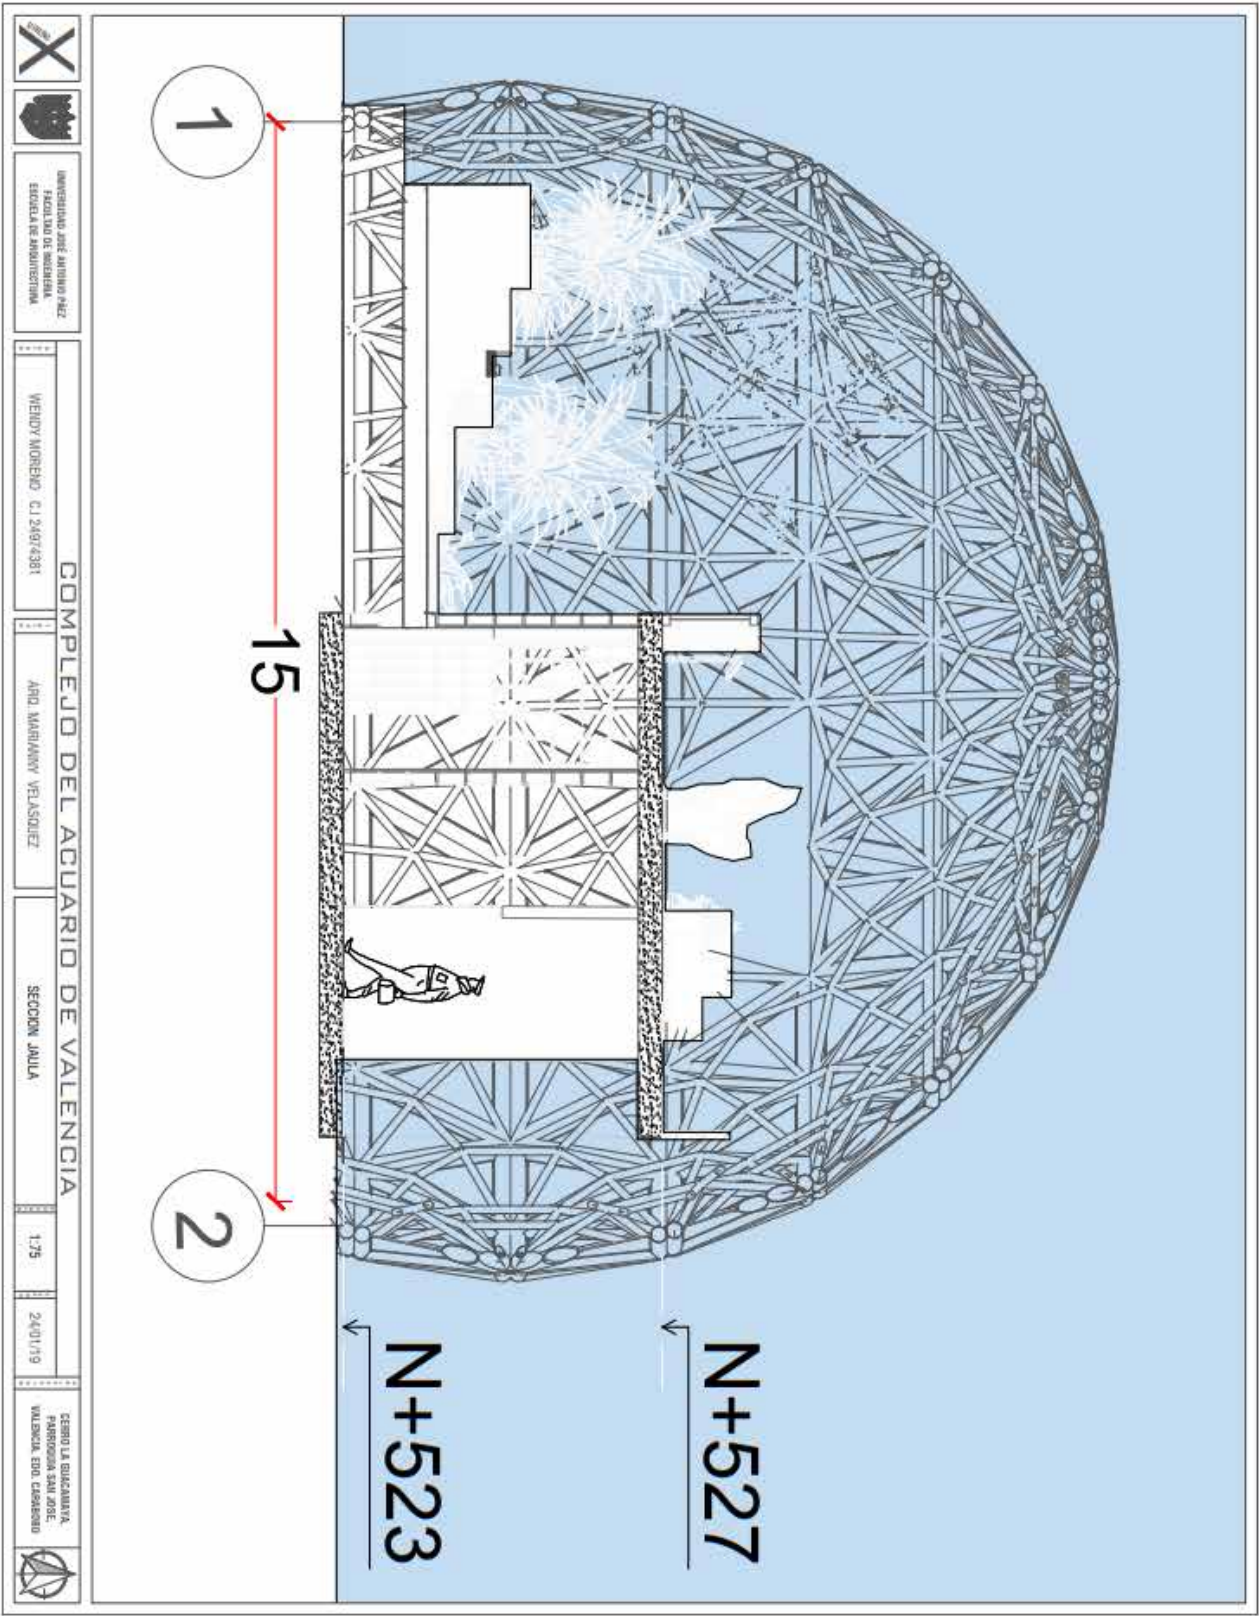 N+527
N+523
15
1
2
COMPLEJO DEL ACUARIO DE VALENCIA
UNIVERSIDAD JOSÉ ANTONIO PÁEZ
FACULTAD DE INGENIERIA
ESCUELA DE ARQUITECTURA
WENDY MORENO C.I 24974381
ARQ. MARIANNY VELASQUEZ
SECCION JAULA
1:75
24/01/19
CERRO LA GUACAMAYA,
PARROQUIA SAN JOSE,
VALENCIA. EDO. CARABOBO